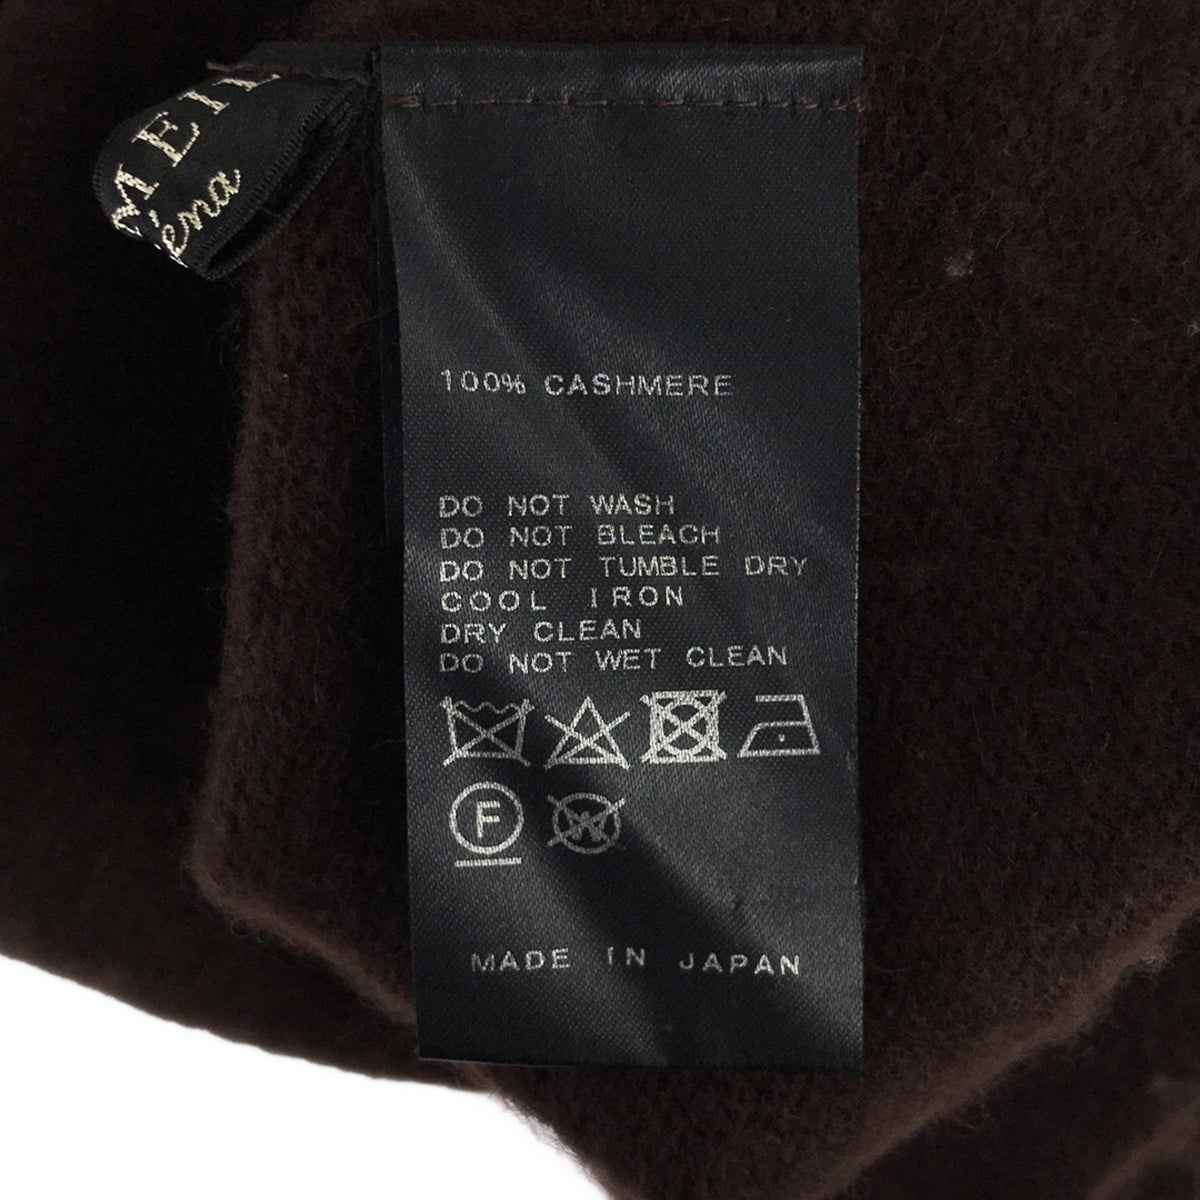 100% CASHMERE
DO NOT WASH
DO NOT BLEACH
DO NOT TUMBLE DRY
COOL IRON
DRY CLEAN
DO NOT WET CLEAN
F W
MADE IN JAPAN